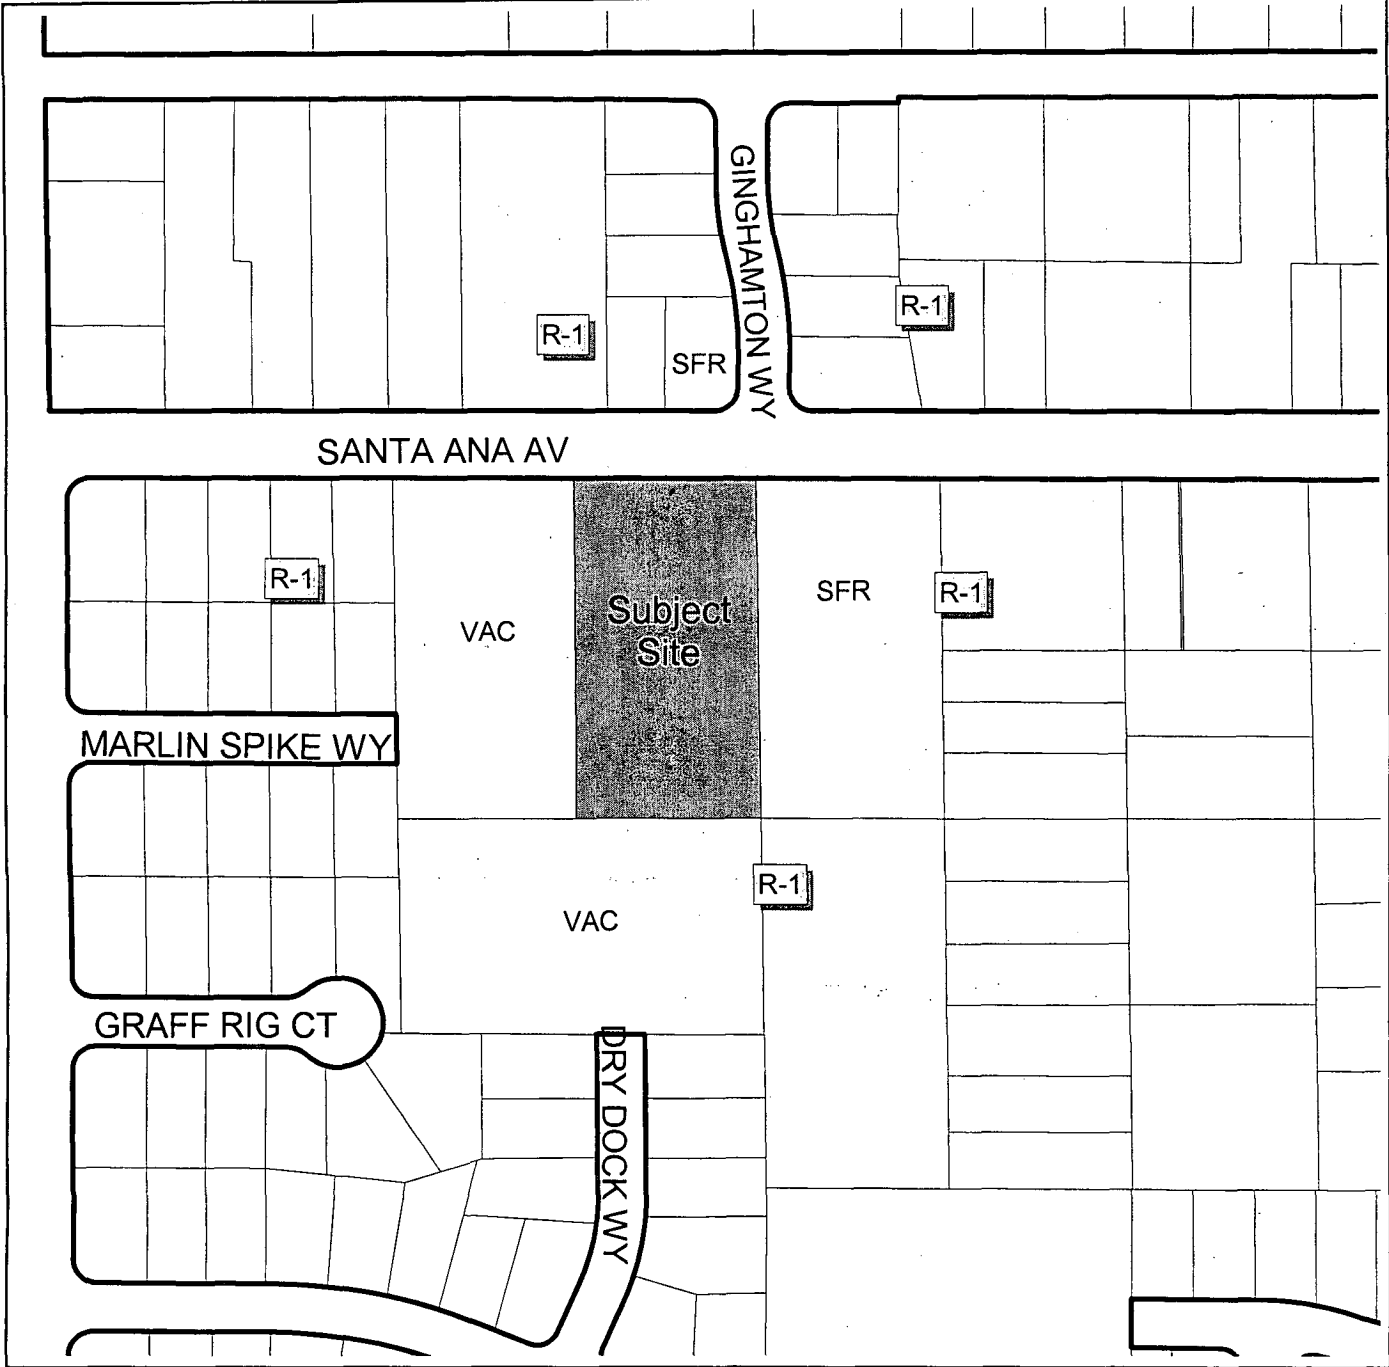 GINGHAMTON WY
R-1
R-1
SFR
SANTA ANA AV
R-1
VAC
Subject
Site
SFR
R-1
MARLIN SPIKE WY
R-1
VAC
GRAFF RIG CT
DRY DOCK WY